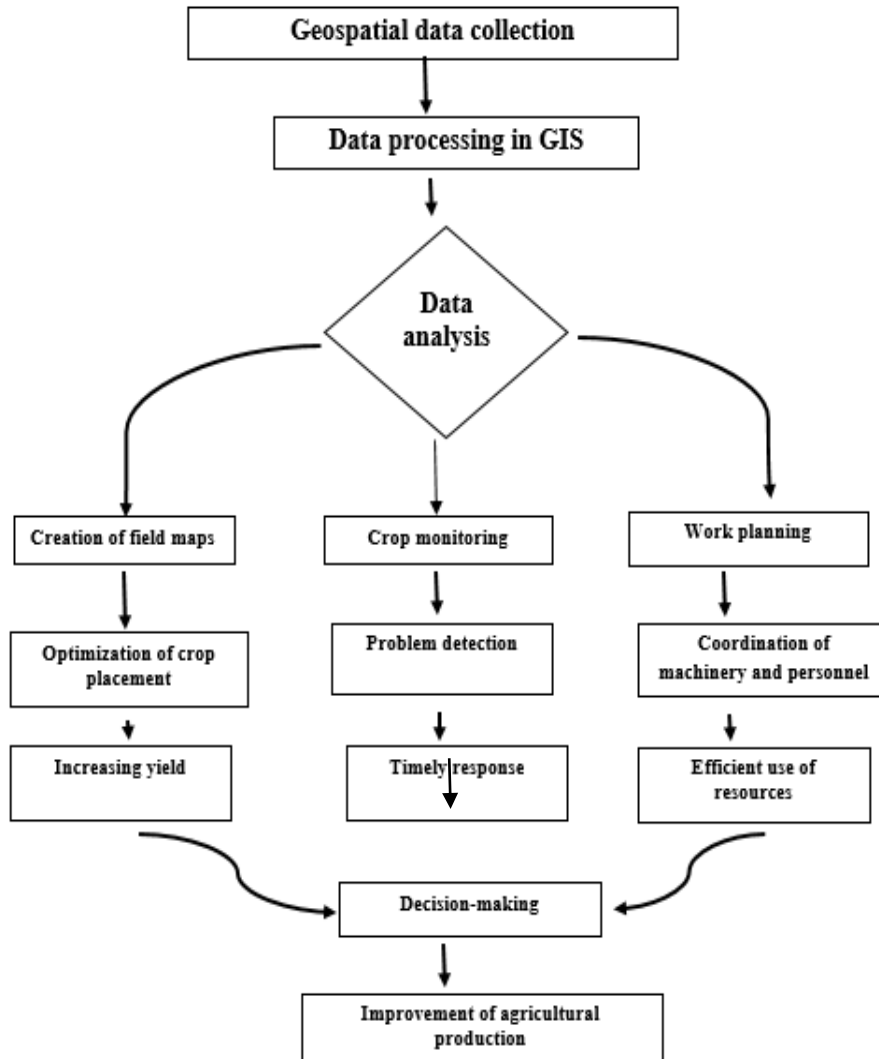 Geospatial data collection
Data processing in GIS
Data
analysis
Creation of field maps
Crop monitoring
Work planning
Optimization of crop
placement
Problem detection
Coordination of
machinery and personnel
Increasing yield
Timely response
Efficient use of
resources
Decision-making
Improvement of agricultural
production